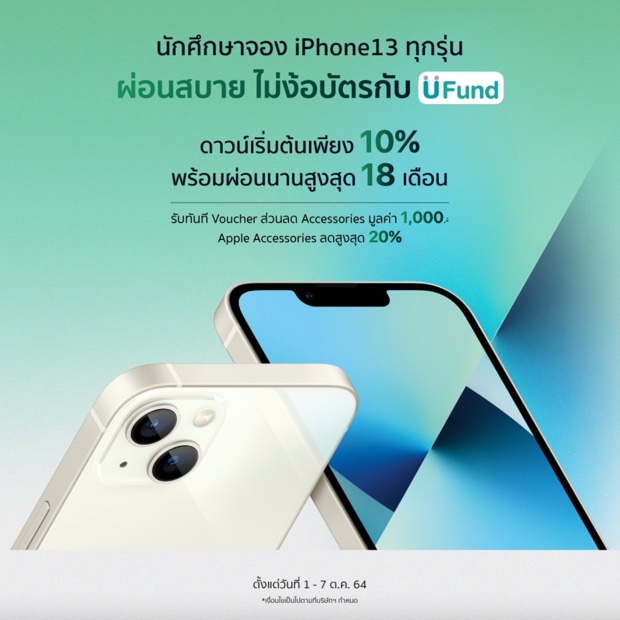 นักศึกษาจอง iPhone13 ทุกรุ่น
ผ่อนสบาย ไม่ง้อบัตรกับ UFund
ดาวน์เริ่มต้นเพียง 10%
พร้อมผ่อนนานสูงสุด 18 เดือน
รับทันที Voucher ส่วนลด Accessories มูลค่า 1,000.-
Apple Accessories ลดสูงสุด 20%
ตั้งแต่วันที่ 1 - 7 ต.ค. 64
*เงื่อนไขเป็นไปตามที่บริษัทฯ กำหนด